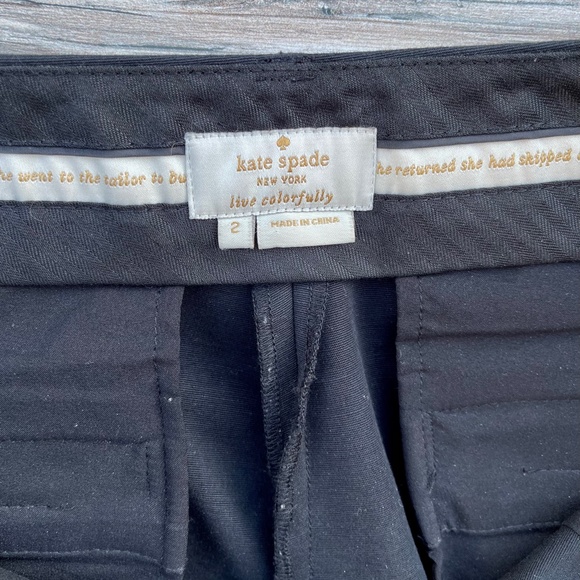 he went to the tailor to bu
kate spade
NEW YORK
live colorfully
he returned she had skipped
2
MADE IN CHINA